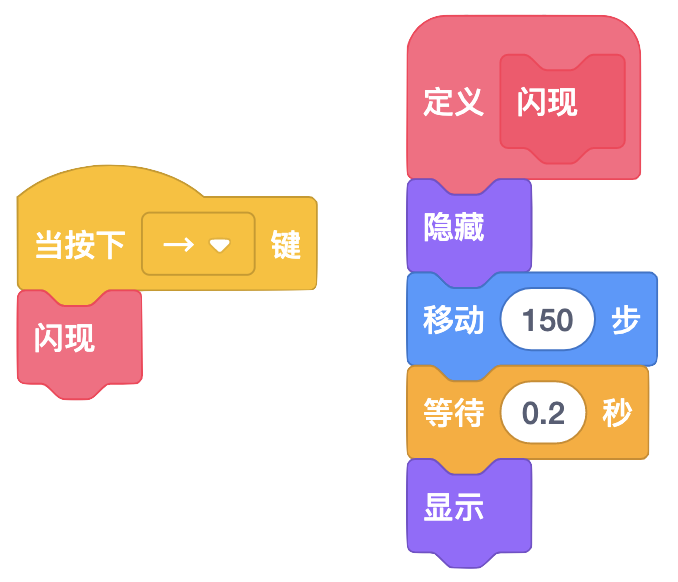 当按下 → 键
闪现
定义 闪现
隐藏
移动 150 步
等待 0.2 秒
显示